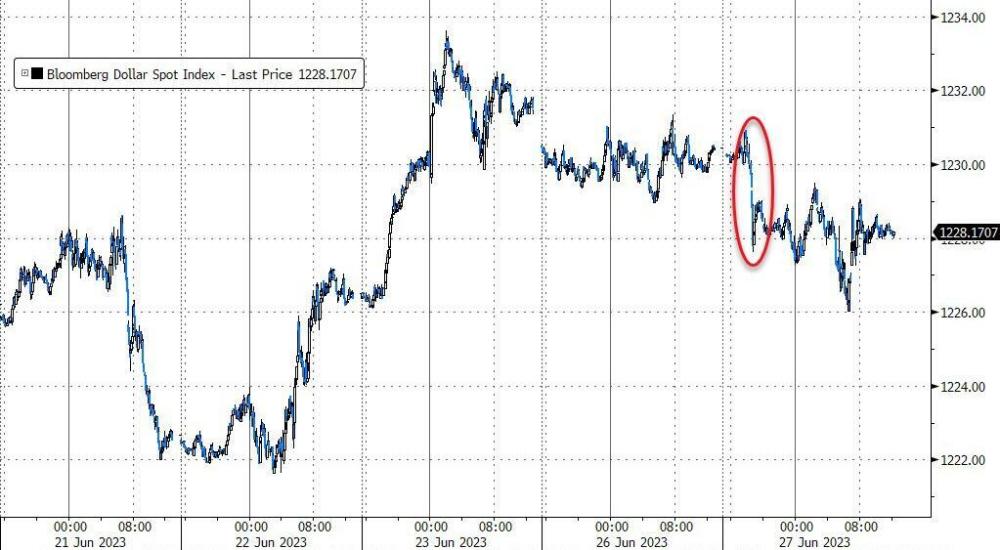 Bloomberg Dollar Spot Index - Last Price 1228.1707
1234.00
1232.00
1230.00
1228.1707
1226.00
1224.00
1222.00
00:00 08:00 00:00 08:00 00:00 08:00 00:00 08:00 00:00 08:00
21 Jun 2023 22 Jun 2023 23 Jun 2023 26 Jun 2023 27 Jun 2023